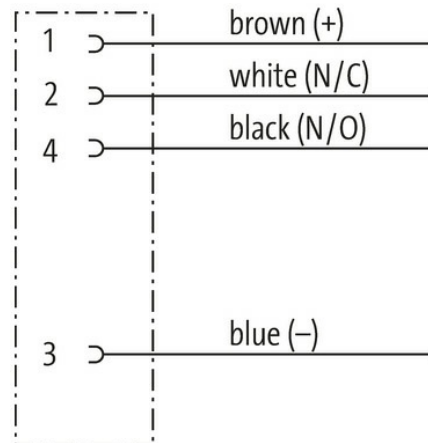 1 brown (+)
2 white (N/C)
4 black (N/O)
3 blue (–)